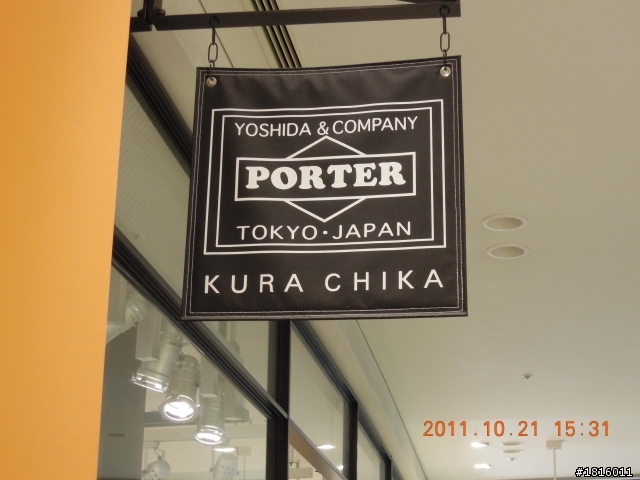 YOSHIDA & COMPANY
PORTER
TOKYO・JAPAN
KURA CHIKA
2011.10.21 15:31
#1816011